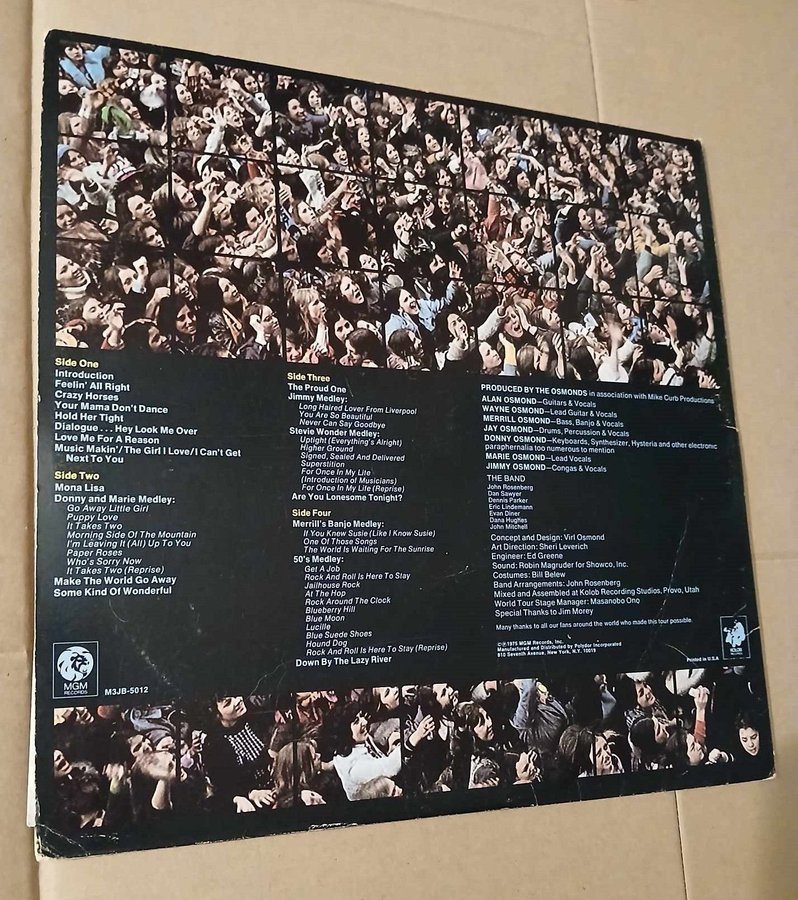 Side One
Introduction
Feelin' All Right
Crazy Horses
Your Mama Don't Dance
Hold Her Tight
Dialogue . . . Hey Look Me Over
Love Me For A Reason
Music Makin'/The Girl I Love/I Can't Get
Next To You
Side Two
Mona Lisa
Donny and Marie Medley:
Go Away Little Girl
Puppy Love
It Takes Two
Morning Side Of The Mountain
I'm Leaving It (All) Up To You
Paper Roses
Who's Sorry Now
It Takes Two (Reprise)
Make The World Go Away
Some Kind Of Wonderful
MGM
RECORDS
M3JB-5012
Side Three
The Proud One
Jimmy Medley:
Long Haired Lover From Liverpool
You Are So Beautiful
Never Can Say Goodbye
Stevie Wonder Medley:
Uptight (Everything's Alright)
Higher Ground
Signed, Sealed And Delivered
Superstition
For Once In My Life
(Introduction of Musicians)
For Once In My Life (Reprise)
Are You Lonesome Tonight?
Side Four
Merrill's Banjo Medley:
If You Knew Susie (Like I Know Susie)
One Of Those Songs
The World Is Waiting For The Sunrise
50's Medley:
Get A Job
Rock And Roll Is Here To Stay
Jailhouse Rock
At The Hop
Rock Around The Clock
Blueberry Hill
Blue Moon
Lucille
Blue Suede Shoes
Hound Dog
Rock And Roll Is Here To Stay (Reprise)
Down By The Lazy River
PRODUCED BY THE OSMONDS in association with Mike Curb Productions
ALAN OSMOND—Guitars & Vocals
WAYNE OSMOND—Lead Guitar & Vocals
MERRILL OSMOND—Bass, Banjo & Vocals
JAY OSMOND—Drums, Percussion & Vocals
DONNY OSMOND—Keyboards, Synthesizer, Hysteria and other electronic
paraphernalia too numerous to mention
MARIE OSMOND—Lead Vocals
JIMMY OSMOND—Congas & Vocals
THE BAND
John Rosenberg
Dan Sawyer
Dennis Parker
Eric Lindemann
Evan Diner
Dana Hughes
John Mitchell
Concept and Design: Virl Osmond
Art Direction: Sheri Leverich
Engineer: Ed Greene
Sound: Robin Magruder for Showco, Inc.
Costumes: Bill Belew
Band Arrangements: John Rosenberg
Mixed and Assembled at Kolob Recording Studios, Provo, Utah
World Tour Stage Manager: Masanobo Ono
Special Thanks to Jim Morey
Many thanks to all our fans around the world who made this tour possible.
©℗ 1975 MGM Records, Inc.
Manufactured and Distributed by Polydor Incorporated
810 Seventh Avenue, New York, N.Y. 10019
KOLOB
RECORDS
Printed in U.S.A